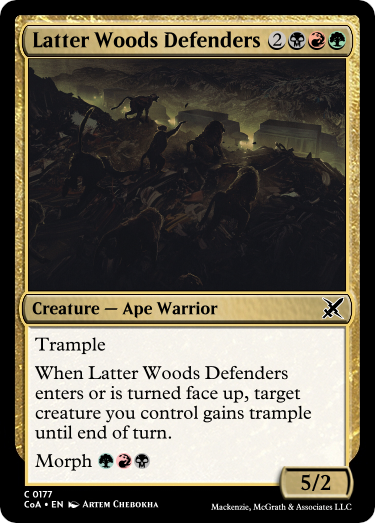 Latter Woods Defenders 2
Creature — Ape Warrior
Trample
When Latter Woods Defenders
enters or is turned face up, target
creature you control gains trample
until end of turn.
Morph
5/2
C 0177
CoA • EN Artem Chebokha
Mackenzie, McGrath & Associates LLC